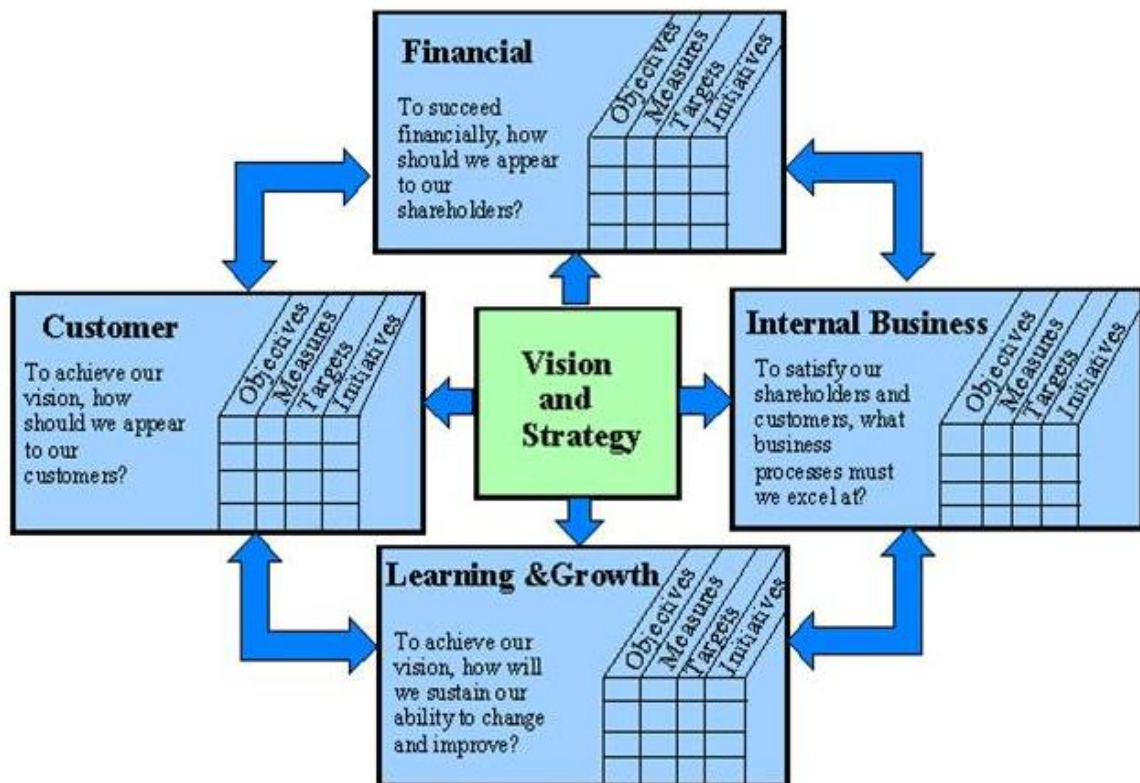 Financial
To succeed
financially, how
should we appear
to our
shareholders?
Objectives
Measures
Targets
Initiatives
Customer
To achieve our
vision, how
should we appear
to our
customers?
Objectives
Measures
Targets
Initiatives
Vision
and
Strategy
Internal Business
To satisfy our
shareholders and
customers, what
business
processes must
we excel at?
Objectives
Measures
Targets
Initiatives
Learning &Growth
To achieve our
vision, how will
we sustain our
ability to change
and improve?
Objectives
Measures
Targets
Initiatives